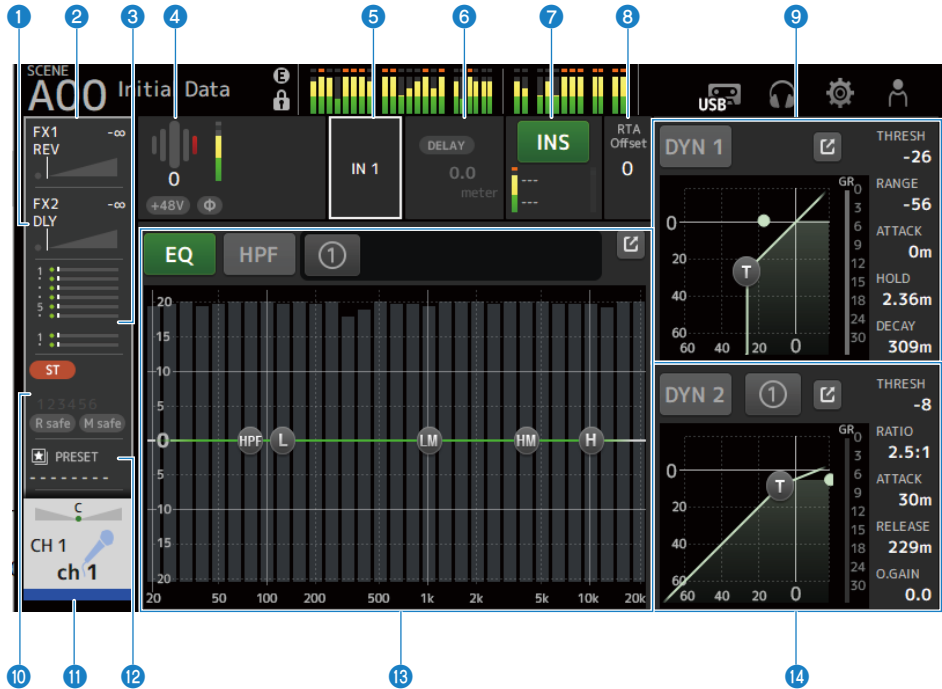 1 2 3 4 5 6 7 8 9
SCENE
A00 Initial Data
E
USB
FX1 -∞
REV
FX2 -∞
DLY
1
5
1
ST
123456
R safe M safe
PRESET
--------
C
CH 1
ch 1
0
+48V Φ
IN 1
DELAY
0.0
meter
INS
---
---
RTA
Offset
0
EQ HPF 1
20
15
10
5
0
5
10
15
20
HPF L LM HM H
20 50 100 200 500 1k 2k 5k 10k 20k
DYN 1
GR
0
20
40
60
T
60 40 20 0
0
3
6
9
12
15
18
24
30
THRESH
-26
RANGE
-56
ATTACK
0m
HOLD
2.36m
DECAY
309m
DYN 2 1
GR
0
20
40
60
T
60 40 20 0
0
3
6
9
12
15
18
24
30
THRESH
-8
RATIO
2.5:1
ATTACK
30m
RELEASE
229m
O.GAIN
0.0
10 11 12 13 14